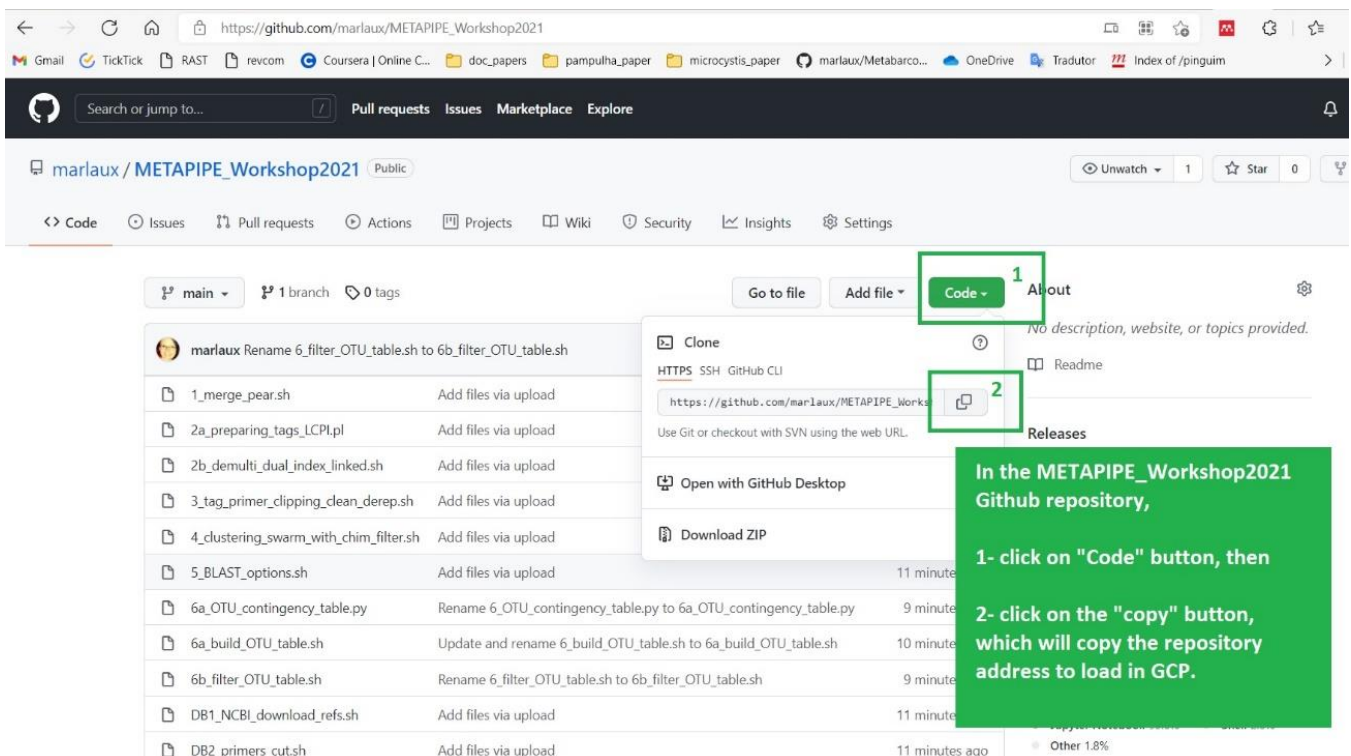 https://github.com/marlaux/METAPIPE_Workshop2021
Gmail TickTick RAST revcom Coursera | Online C... doc_papers pampulha_paper microcystis_paper marlaux/Metabarco... OneDrive Tradutor Index of /pinguim
Search or jump to... / Pull requests Issues Marketplace Explore
marlaux / METAPIPE_Workshop2021 Public
Unwatch 1 Star 0
<> Code Issues Pull requests Actions Projects Wiki Security Insights Settings
main 1 branch 0 tags
Go to file Add file Code 1
About
No description, website, or topics provided.
Readme
Releases
marlaux Rename 6_filter_OTU_table.sh to 6b_filter_OTU_table.sh
1_merge_pear.sh Add files via upload
2a_preparing_tags_LCPI.pl Add files via upload
2b_demulti_dual_index_linked.sh Add files via upload
3_tag_primer_clipping_clean_derep.sh Add files via upload
4_clustering_swarm_with_chim_filter.sh Add files via upload
5_BLAST_options.sh Add files via upload 11 minute
6a_OTU_contingency_table.py Rename 6_OTU_contingency_table.py to 6a_OTU_contingency_table.py 9 minute
6a_build_OTU_table.sh Update and rename 6_build_OTU_table.sh to 6a_build_OTU_table.sh 10 minute
6b_filter_OTU_table.sh Rename 6_filter_OTU_table.sh to 6b_filter_OTU_table.sh 9 minute
DB1_NCBI_download_refs.sh Add files via upload 11 minute
DB2_primers_cut.sh Add files via upload 11 minutes ago
Clone
HTTPS SSH GitHub CLI
https://github.com/marlaux/METAPIPE_Works 2
Use Git or checkout with SVN using the web URL.
Open with GitHub Desktop
Download ZIP
In the METAPIPE_Workshop2021
Github repository,
1- click on "Code" button, then
2- click on the "copy" button,
which will copy the repository
address to load in GCP.
Other 1.8%